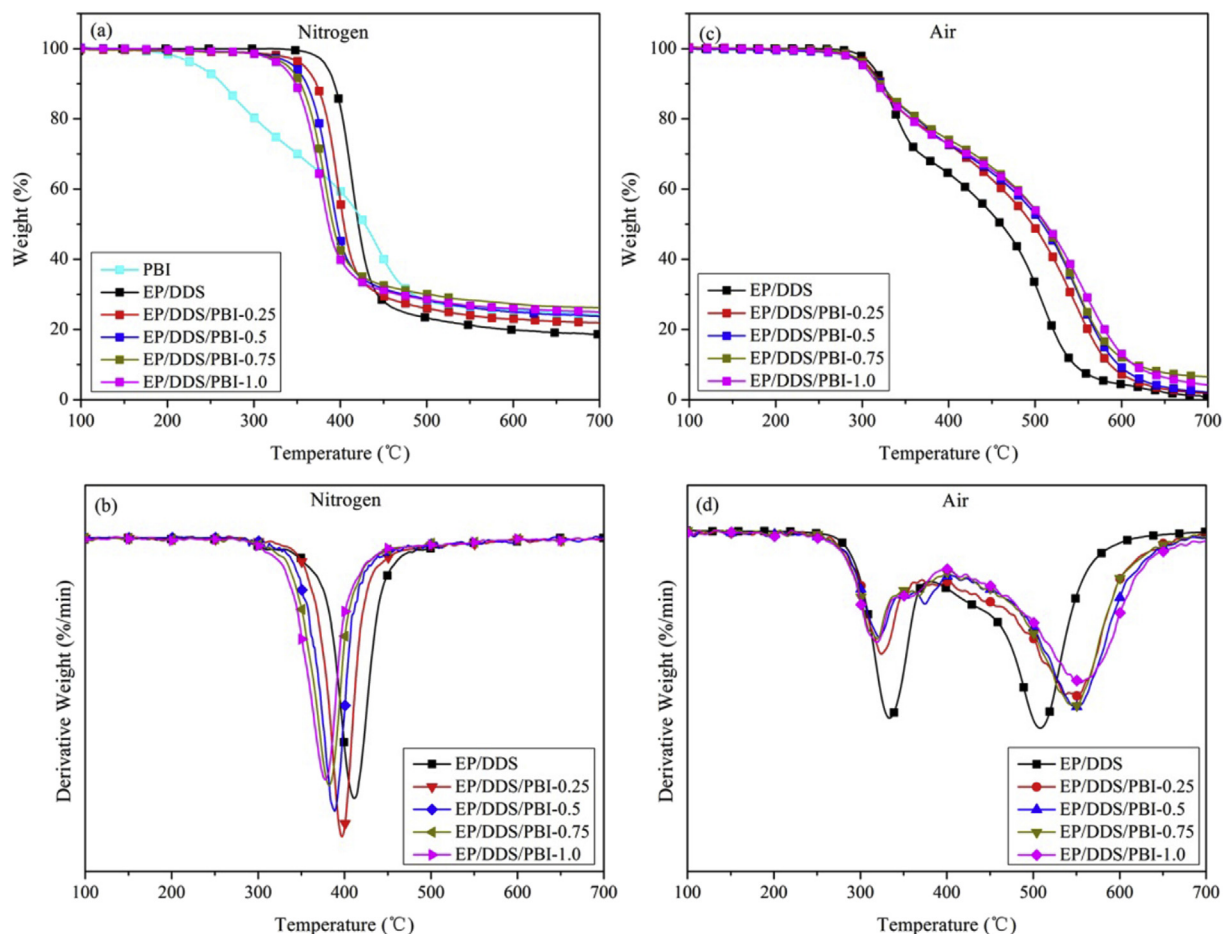 (a)
Nitrogen
100
80
60
40
20
0
Weight (%)
PBI
EP/DDS
EP/DDS/PBI-0.25
EP/DDS/PBI-0.5
EP/DDS/PBI-0.75
EP/DDS/PBI-1.0
100 200 300 400 500 600 700
Temperature (℃)
(c)
Air
100
80
60
40
20
0
Weight (%)
EP/DDS
EP/DDS/PBI-0.25
EP/DDS/PBI-0.5
EP/DDS/PBI-0.75
EP/DDS/PBI-1.0
100 200 300 400 500 600 700
Temperature (℃)
(b)
Nitrogen
Derivative Weight (%/min)
EP/DDS
EP/DDS/PBI-0.25
EP/DDS/PBI-0.5
EP/DDS/PBI-0.75
EP/DDS/PBI-1.0
100 200 300 400 500 600 700
Temperature (℃)
(d)
Air
Derivative Weight (%/min)
EP/DDS
EP/DDS/PBI-0.25
EP/DDS/PBI-0.5
EP/DDS/PBI-0.75
EP/DDS/PBI-1.0
100 200 300 400 500 600 700
Temperature (℃)